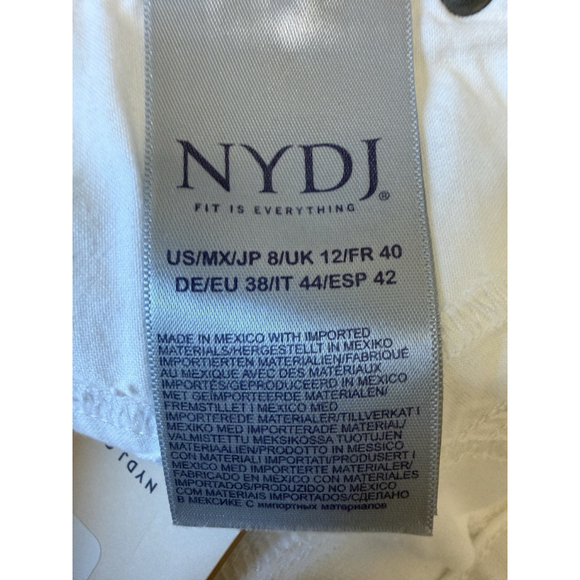 NYDJ®
FIT IS EVERYTHING
US/MX/JP 8/UK 12/FR 40
DE/EU 38/IT 44/ESP 42
MADE IN MEXICO WITH IMPORTED
MATERIALS/HERGESTELLT IN MEXIKO
IMPORTIERTEN MATERIALIEN/FABRIQUÉ
AU MEXIQUE AVEC DES MATÉRIAUX
IMPORTÉS/GEPRODUCEERD IN MEXICO
MET GEÏMPORTEERDE MATERIALEN/
FREMSTILLET I MEXICO MED
IMPORTEREDE MATERIALER/TILLVERKAT I
MEXIKO MED IMPORTERADE MATERIAL/
VALMISTETTU MEKSIKOSSA TUOTUJEN
MATERIAALIEN/PRODOTTO IN MESSICO
CON MATERIALI IMPORTATI/PRODUSERT I
MEXICO MED IMPORTERTE MATERIALER/
FABRICADO EN MEXICO CON MATERIALES
IMPORTADOS/PRODUZIDO NO MEXICO
COM MATERIAIS IMPORTADOS/СДЕЛАНО
В МЕКСИКЕ С импортных материалов
NYDJ